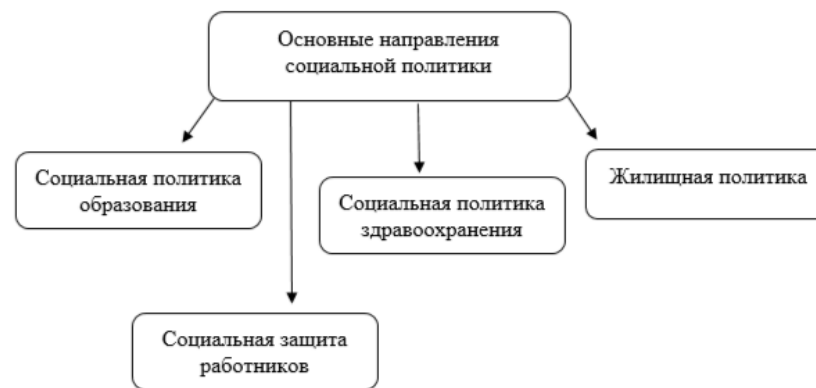 Основные направления
социальной политики
Социальная политика
образования
Социальная политика
здравоохранения
Жилищная политика
Социальная защита
работников